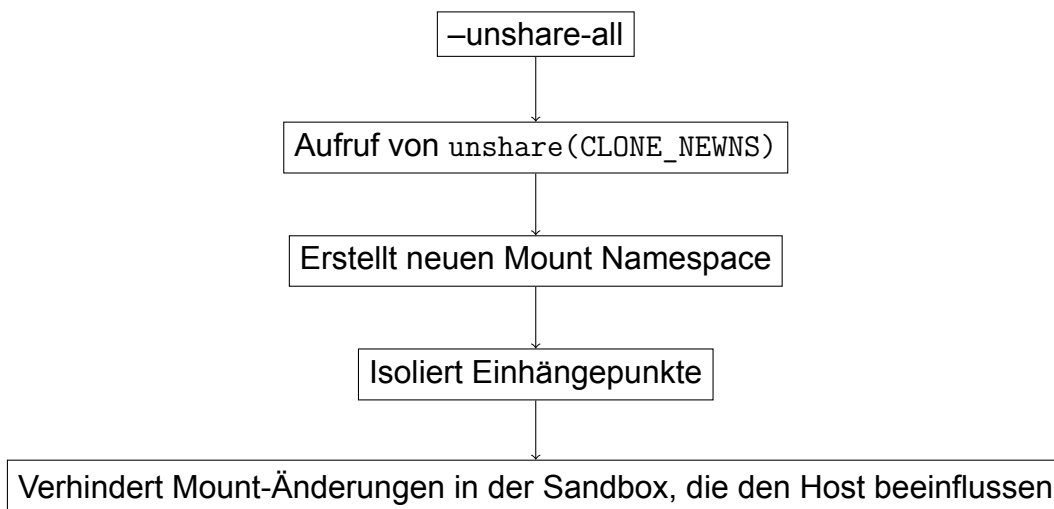 –unshare-all
Aufruf von unshare(CLONE_NEWNS)
Erstellt neuen Mount Namespace
Isoliert Einhängepunkte
Verhindert Mount-Änderungen in der Sandbox, die den Host beeinflussen